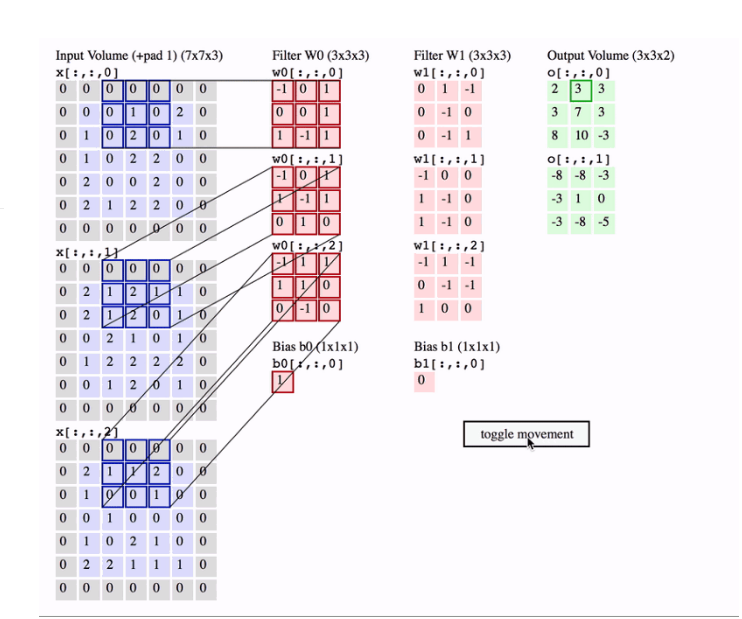 Input Volume (+pad 1) (7x7x3)
x[:,:,0]
0 0 0 0 0 0 0
0 0 0 1 0 2 0
0 1 0 2 0 1 0
0 1 0 2 2 0 0
0 2 0 0 2 0 0
0 2 1 2 2 0 0
0 0 0 0 0 0 0
x[:,:,1]
0 0 0 0 0 0 0
0 2 1 2 1 1 0
0 2 1 2 0 1 0
0 0 2 1 0 1 0
0 1 2 2 2 2 0
0 0 1 2 0 1 0
0 0 0 0 0 0 0
x[:,:,2]
0 0 0 0 0 0 0
0 2 1 1 2 0 0
0 1 0 0 1 0 0
0 0 1 0 0 0 0
0 1 0 2 1 0 0
0 2 2 1 1 1 0
0 0 0 0 0 0 0
Filter W0 (3x3x3)
w0[:,:,0]
-1 0 1
0 0 1
1 -1 1
w0[:,:,1]
-1 0 1
1 -1 1
0 1 0
w0[:,:,2]
-1 1 1
1 1 0
0 -1 0
Bias b0 (1x1x1)
b0[:,:,0]
1
Filter W1 (3x3x3)
w1[:,:,0]
0 1 -1
0 -1 0
0 -1 1
w1[:,:,1]
-1 0 0
1 -1 0
1 -1 0
w1[:,:,2]
-1 1 -1
0 -1 -1
1 0 0
Bias b1 (1x1x1)
b1[:,:,0]
0
Output Volume (3x3x2)
o[:,:,0]
2 3 3
3 7 3
8 10 -3
o[:,:,1]
-8 -8 -3
-3 1 0
-3 -8 -5
toggle movement